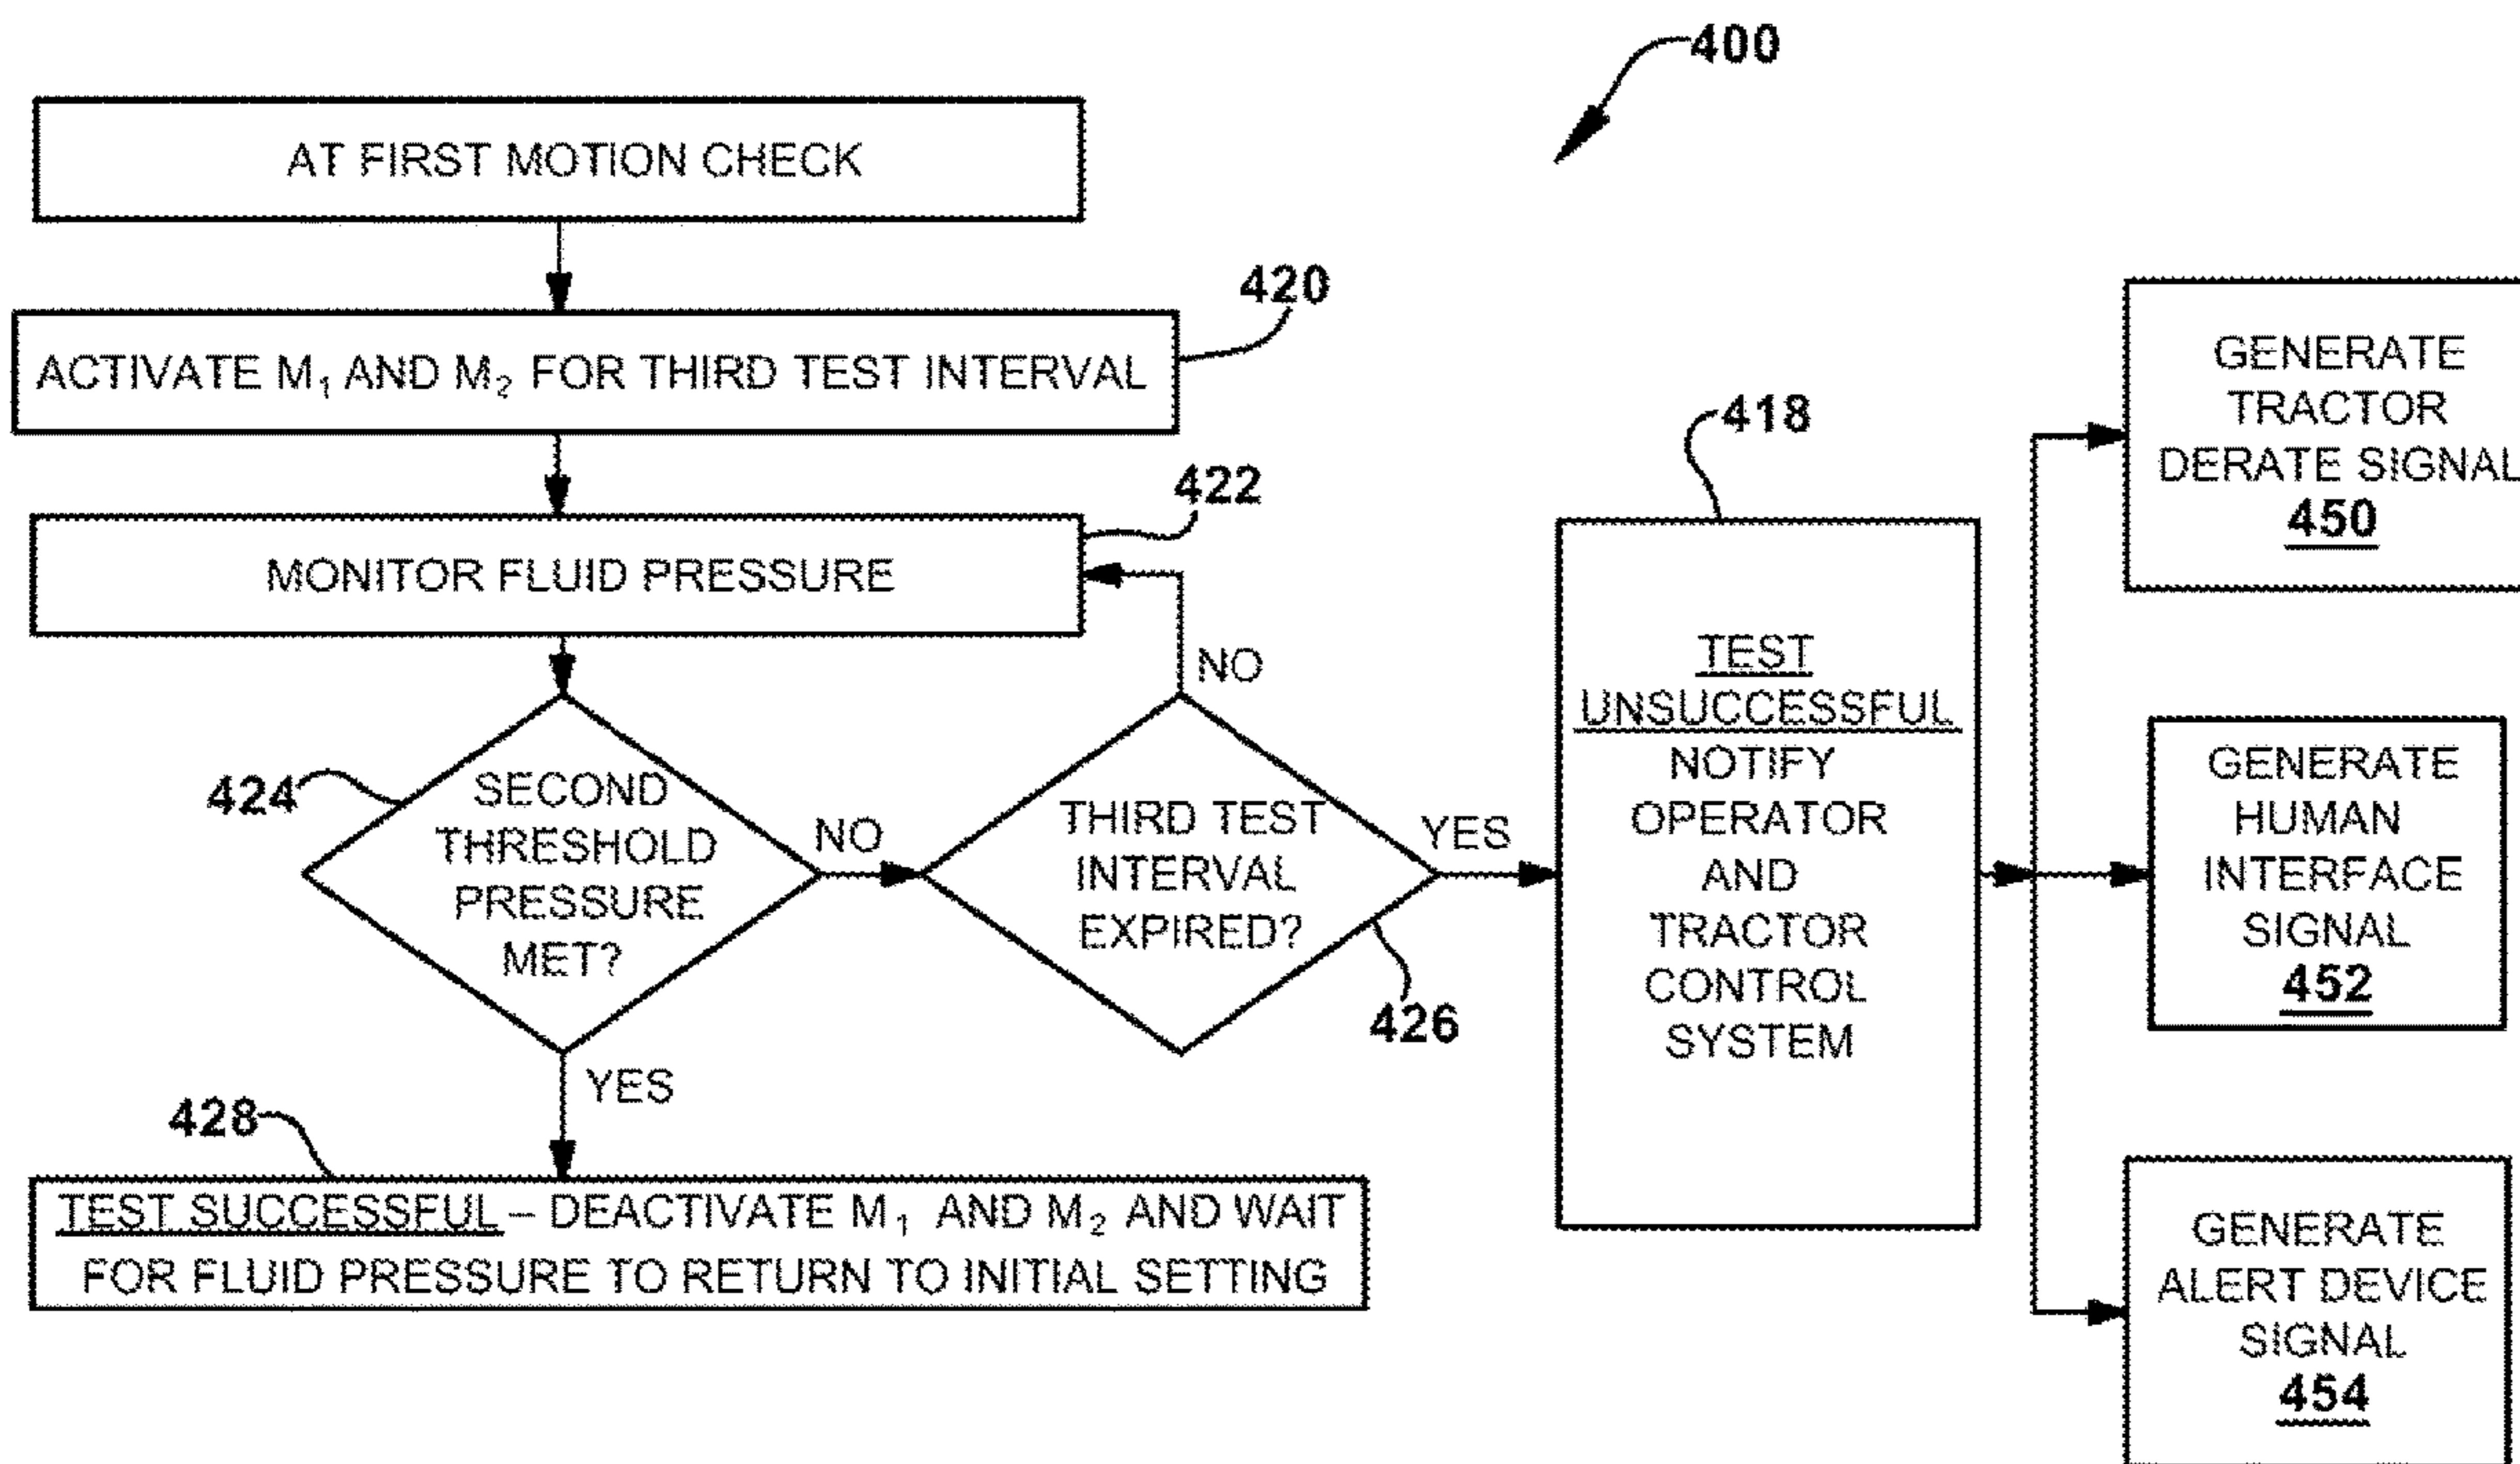 400
AT FIRST MOTION CHECK
420
ACTIVATE M₁ AND M₂ FOR THIRD TEST INTERVAL
422
MONITOR FLUID PRESSURE
424
SECOND
THRESHOLD
PRESSURE
MET?
NO
YES
THIRD TEST
INTERVAL
EXPIRED?
426
NO
YES
428
TEST SUCCESSFUL – DEACTIVATE M₁ AND M₂ AND WAIT
FOR FLUID PRESSURE TO RETURN TO INITIAL SETTING
418
TEST
UNSUCCESSFUL
NOTIFY
OPERATOR
AND
TRACTOR
CONTROL
SYSTEM
GENERATE
TRACTOR
DERATE SIGNAL
450
GENERATE
HUMAN
INTERFACE
SIGNAL
452
GENERATE
ALERT DEVICE
SIGNAL
454